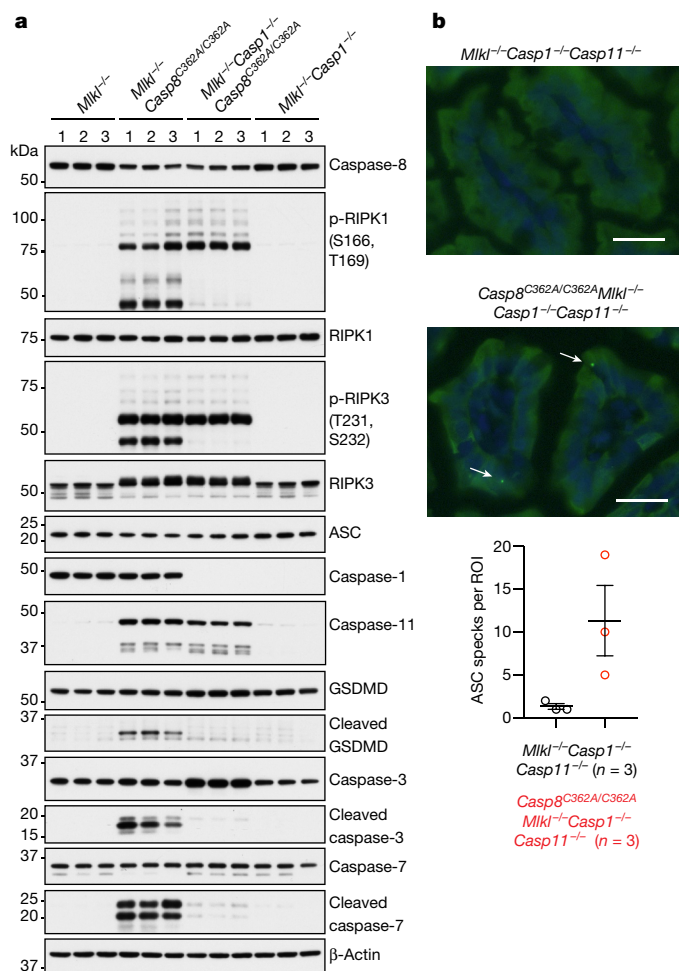 a
Mlkl−/−
Mlkl−/−
Casp8C362A/C362A
Mlkl−/−Casp1−/−
Casp8C362A/C362A
Mlkl−/−Casp1−/−
1 2 3 1 2 3 1 2 3 1 2 3
kDa
50
Caspase-8
100
75
50
p-RIPK1
(S166,
T169)
75
RIPK1
75
50
p-RIPK3
(T231,
S232)
50
RIPK3
25
20
ASC
50
Caspase-1
50
37
Caspase-11
50
GSDMD
37
Cleaved
GSDMD
37
Caspase-3
20
15
Cleaved
caspase-3
37
Caspase-7
25
20
Cleaved
caspase-7
37
β-Actin
b
Mlkl−/−Casp1−/−Casp11−/−
Casp8C362A/C362AMlkl−/−
Casp1−/−Casp11−/−
ASC specks per ROI
20
15
10
5
0
Mlkl−/−Casp1−/−
Casp11−/− (n = 3)
Casp8C362A/C362A
Mlkl−/−Casp1−/−
Casp11−/− (n = 3)